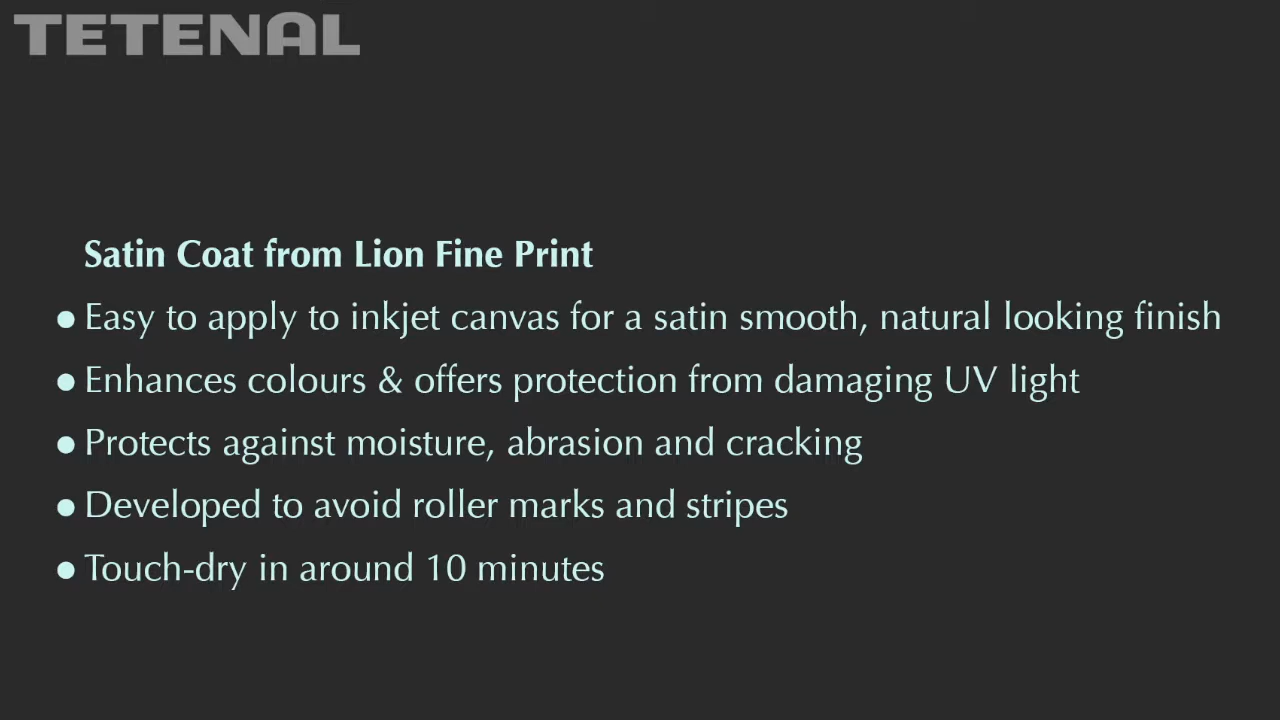 TETENAL
Satin Coat from Lion Fine Print
● Easy to apply to inkjet canvas for a satin smooth, natural looking finish
● Enhances colours & offers protection from damaging UV light
● Protects against moisture, abrasion and cracking
● Developed to avoid roller marks and stripes
● Touch-dry in around 10 minutes